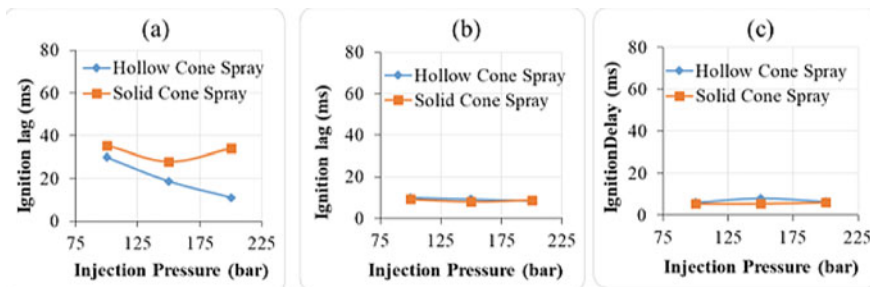 (a)
80
60
40
20
0
Ignition lag (ms)
Hollow Cone Spray
Solid Cone Spray
75 125 175 225
Injection Pressure (bar)
(b)
80
60
40
20
0
Ignition lag (ms)
Hollow Cone Spray
Solid Cone Spray
75 125 175 225
Injection Pressure (bar)
(c)
80
60
40
20
0
IgnitionDelay (ms)
Hollow Cone Spray
Solid Cone Spray
75 125 175 225
Injection Pressure (bar)